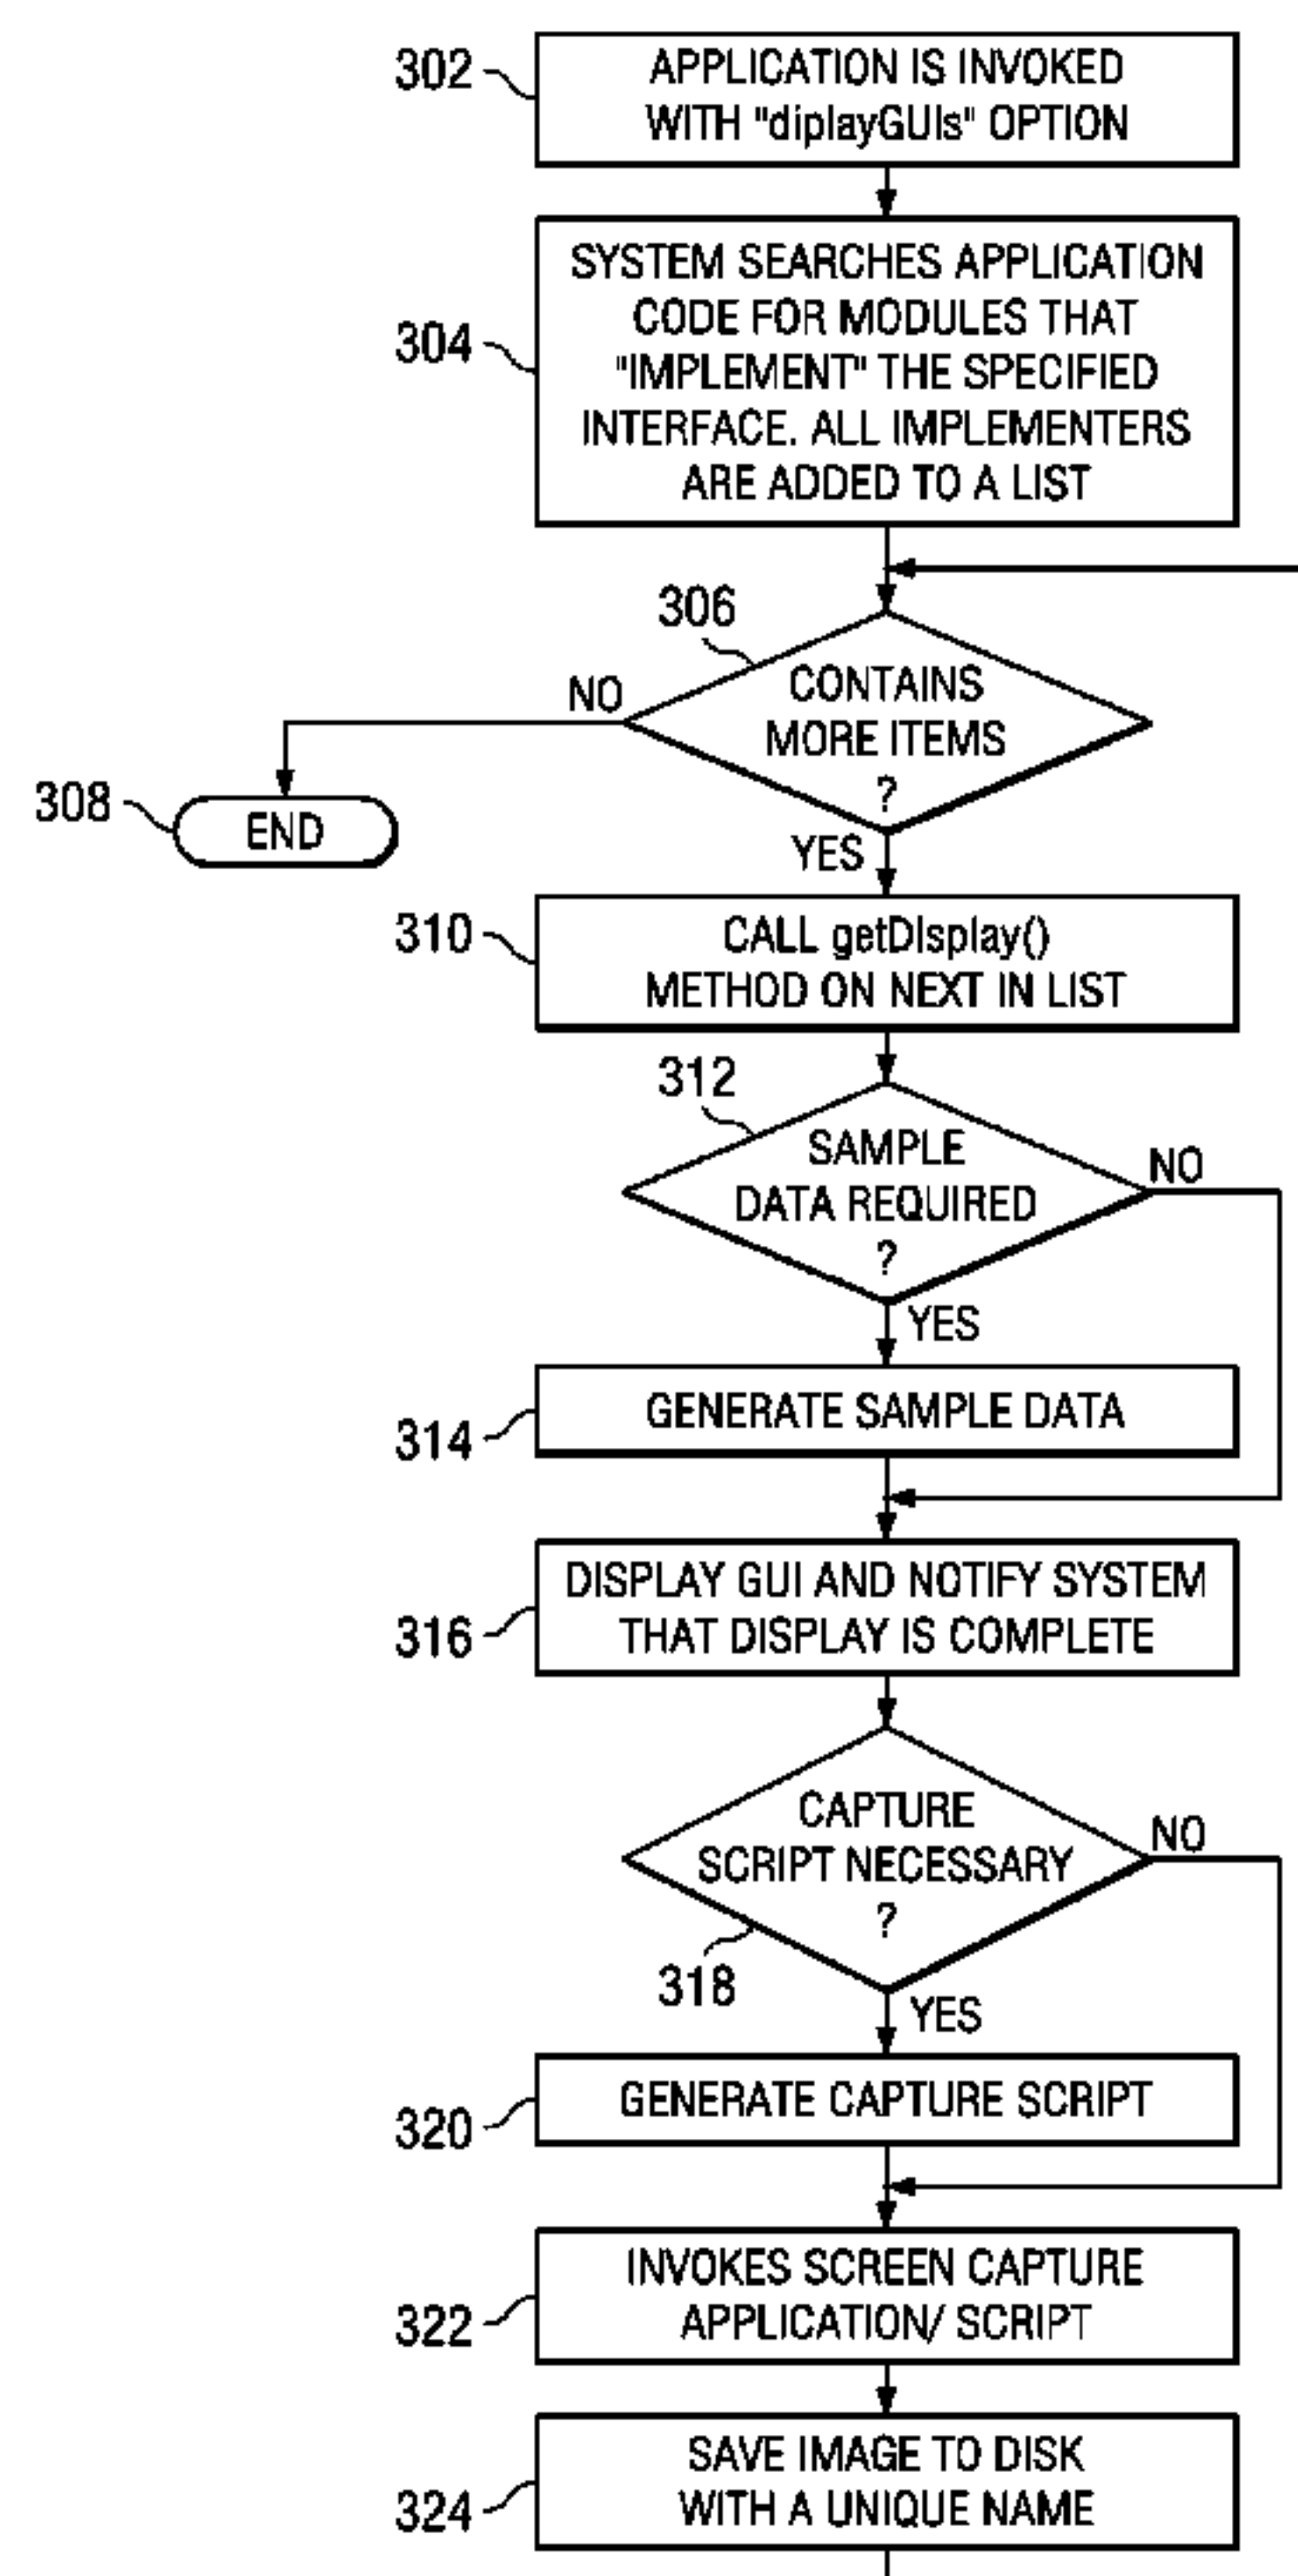 302
APPLICATION IS INVOKED
WITH "diplayGUIs" OPTION
304
SYSTEM SEARCHES APPLICATION
CODE FOR MODULES THAT
"IMPLEMENT" THE SPECIFIED
INTERFACE. ALL IMPLEMENTERS
ARE ADDED TO A LIST
306
CONTAINS
MORE ITEMS
?
NO
308
END
YES
310
CALL getDIsplay()
METHOD ON NEXT IN LIST
312
SAMPLE
DATA REQUIRED
?
NO
YES
314
GENERATE SAMPLE DATA
316
DISPLAY GUI AND NOTIFY SYSTEM
THAT DISPLAY IS COMPLETE
CAPTURE
SCRIPT NECESSARY
?
NO
318
YES
320
GENERATE CAPTURE SCRIPT
322
INVOKES SCREEN CAPTURE
APPLICATION/ SCRIPT
324
SAVE IMAGE TO DISK
WITH A UNIQUE NAME